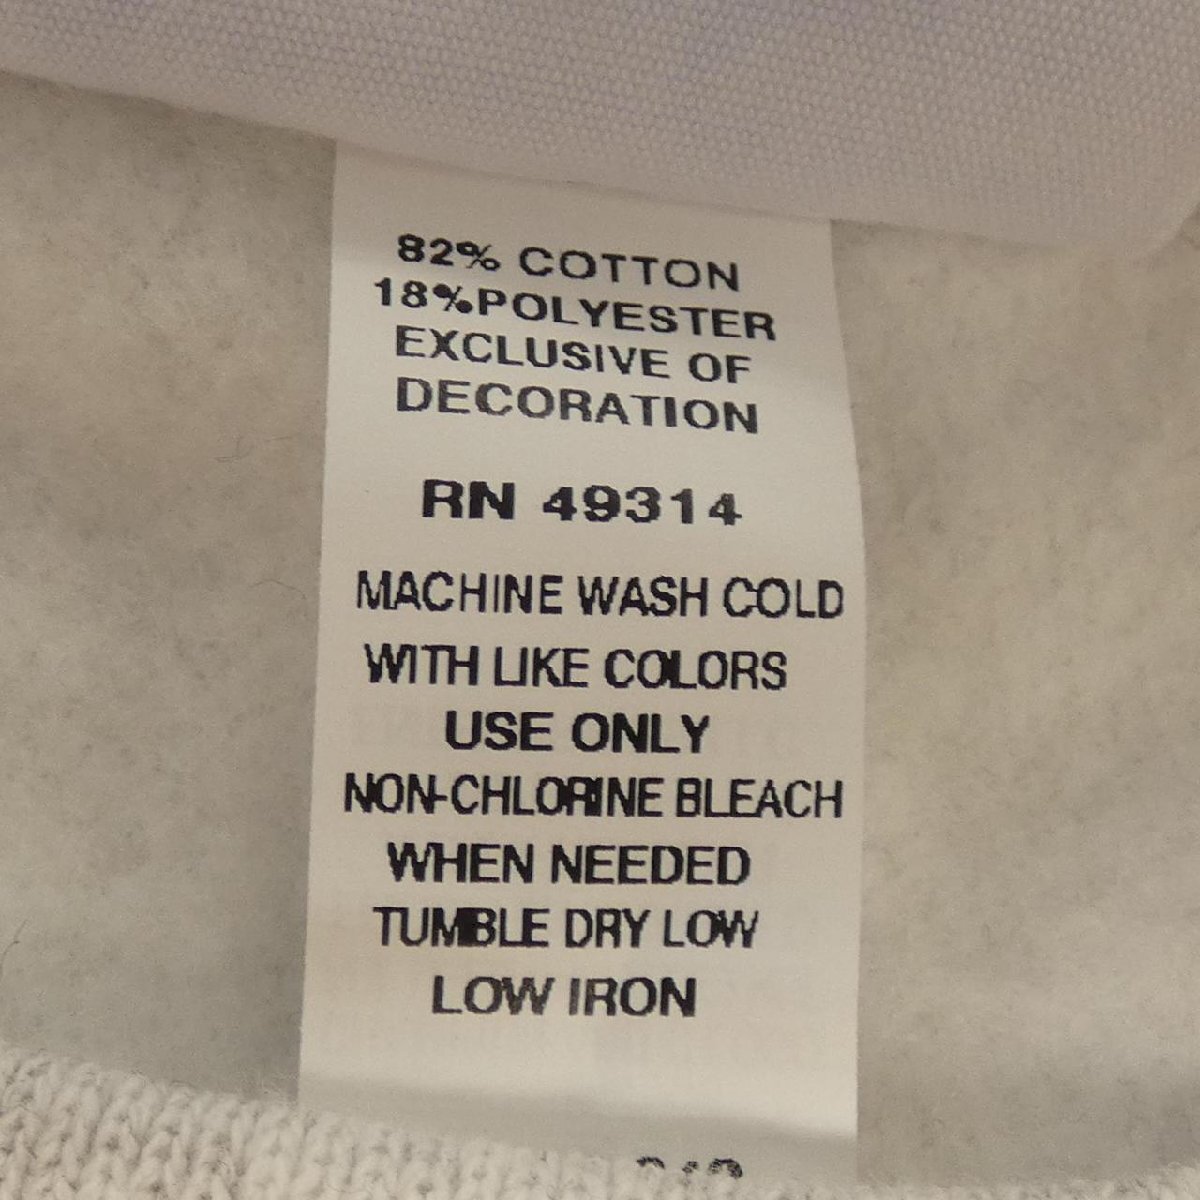 82% COTTON
18%POLYESTER
EXCLUSIVE OF
DECORATION
RN 49314
MACHINE WASH COLD
WITH LIKE COLORS
USE ONLY
NON-CHLORINE BLEACH
WHEN NEEDED
TUMBLE DRY LOW
LOW IRON